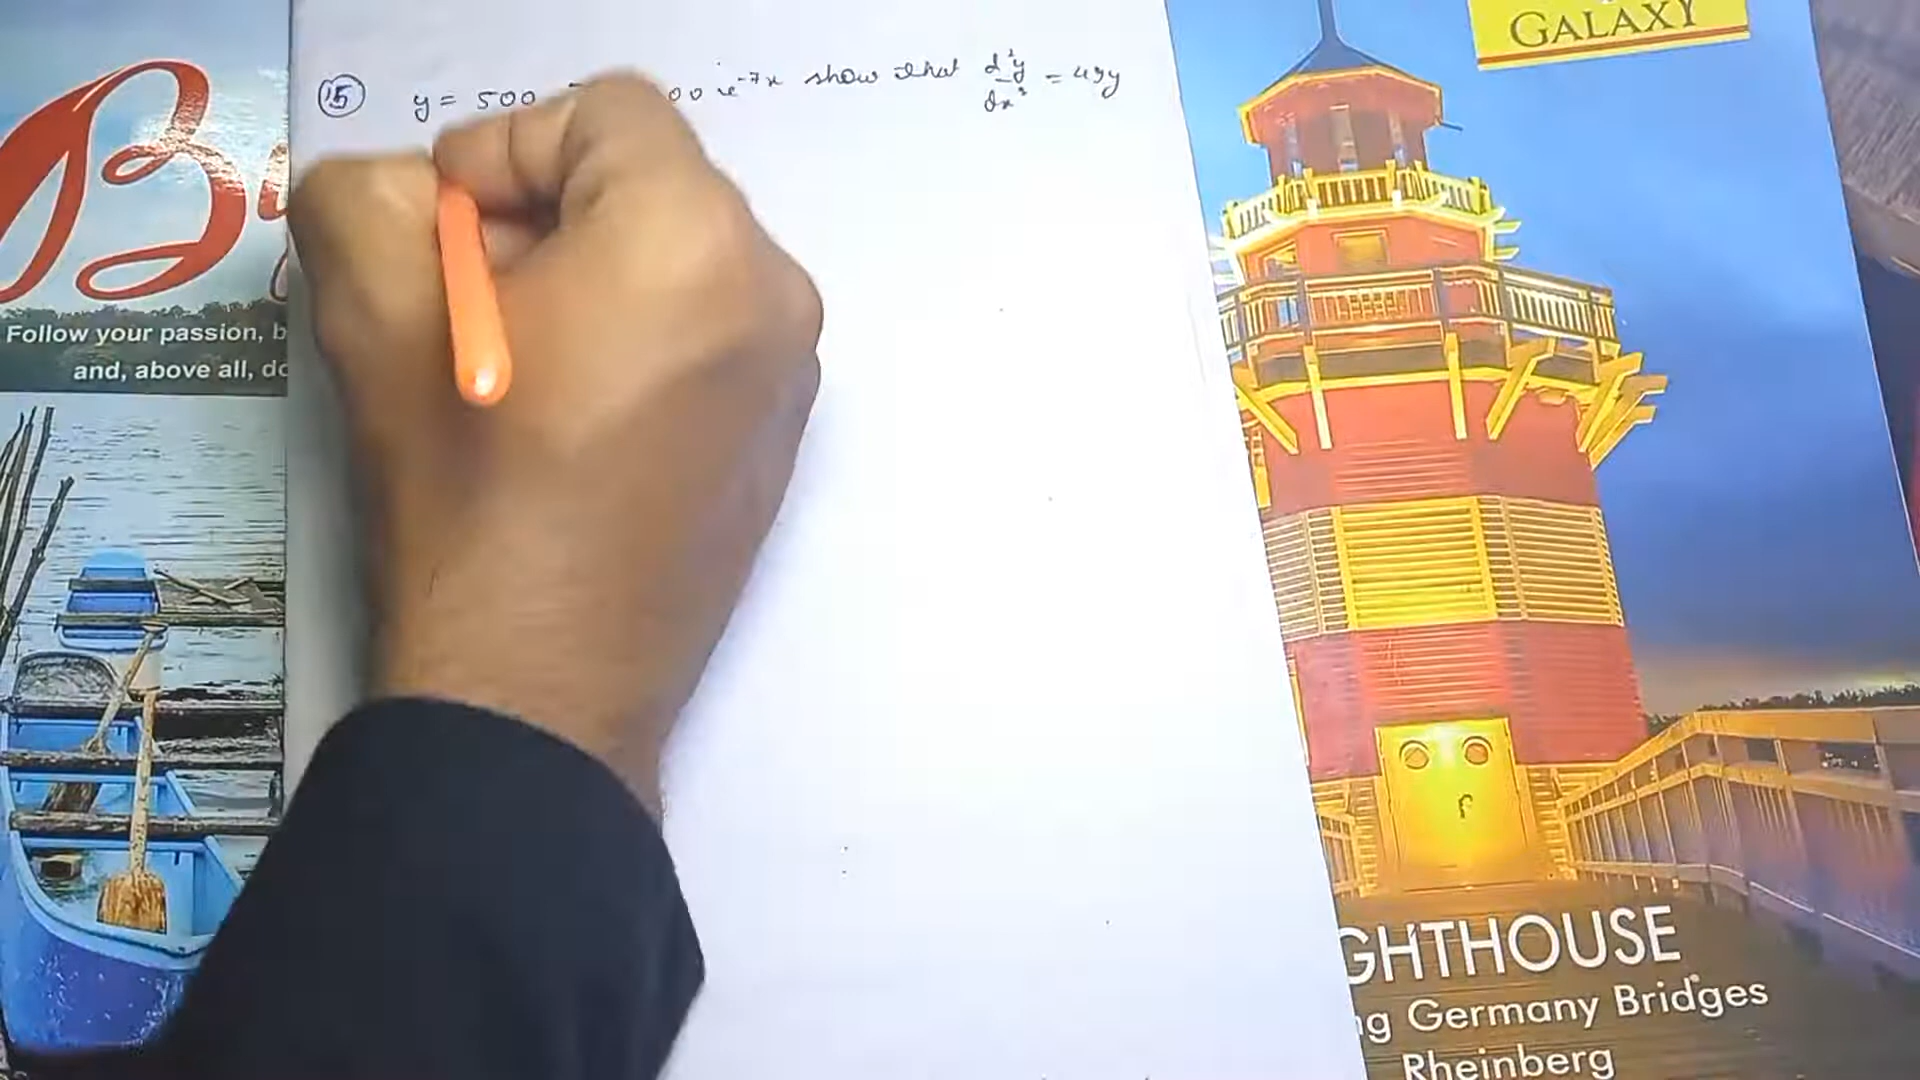 GALAXY
15 y = 500 00 e^-7x show that d²y/dx² = 49y
Follow your passion, b
and, above all, do
GHTHOUSE
ng Germany Bridges
Rheinberg